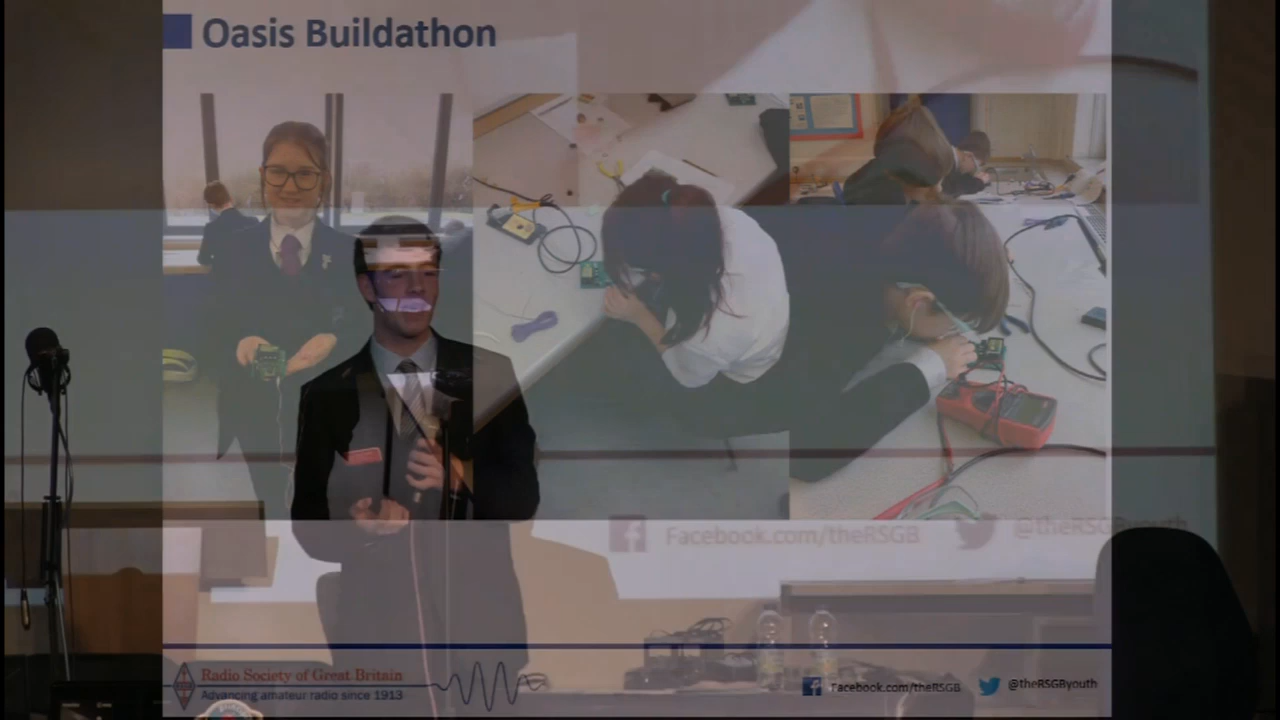 Oasis Buildathon
Facebook.com/theRSGB
@theRSGByouth
Radio Society of Great Britain
Advancing amateur radio since 1913
Facebook.com/theRSGB
@theRSGByouth